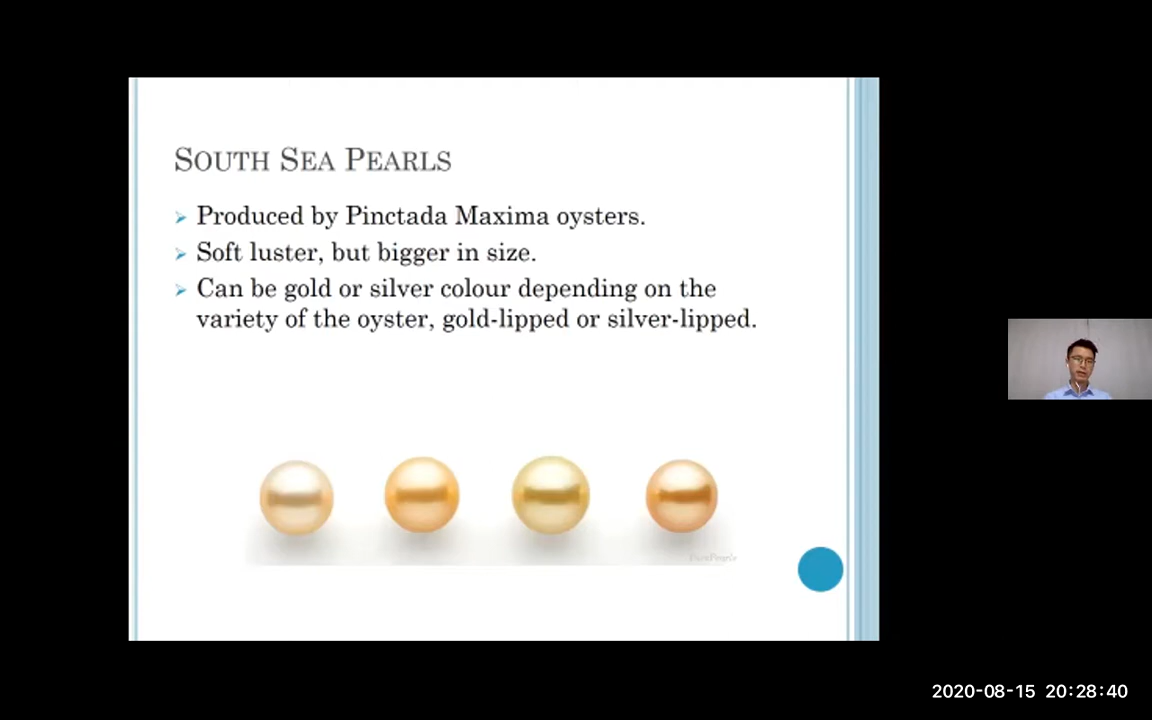 South Sea Pearls
Produced by Pinctada Maxima oysters.
Soft luster, but bigger in size.
Can be gold or silver colour depending on the
variety of the oyster, gold-lipped or silver-lipped.
2020-08-15 20:28:40